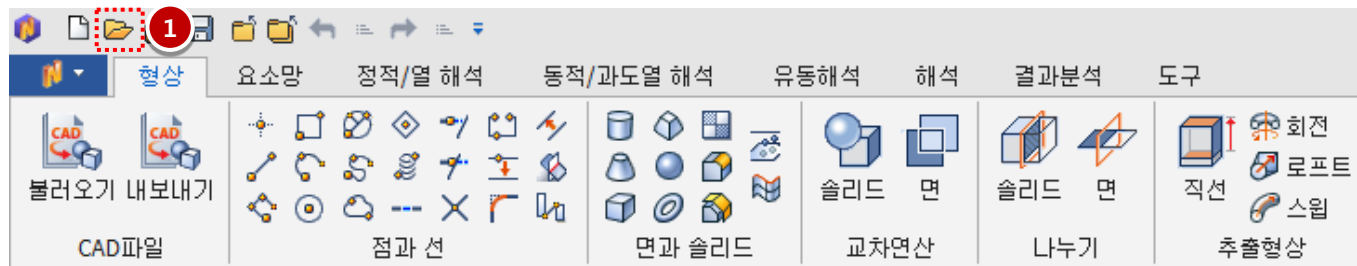 1
형상 요소망 정적/열 해석 동적/과도열 해석 유동해석 해석 결과분석 도구
CAD CAD 회전
로프트
불러오기 내보내기 솔리드 면 솔리드 면 직선
스윕
CAD파일 점과 선 면과 솔리드 교차연산 나누기 추출형상